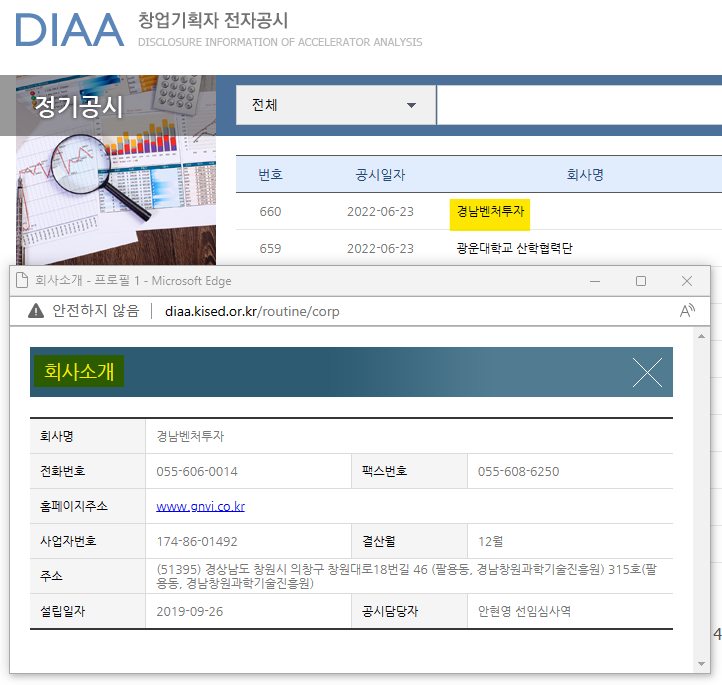 DIAA 창업기획자 전자공시
DISCLOSURE INFORMATION OF ACCELERATOR ANALYSIS
정기공시
전체
번호 공시일자 회사명
660 2022-06-23 경남벤처투자
659 2022-06-23 광운대학교 산학협력단
회사소개 - 프로필 1 - Microsoft Edge
안전하지 않음 diaa.kised.or.kr/routine/corp
회사소개
회사명 경남벤처투자
전화번호 055-606-0014 팩스번호 055-608-6250
홈페이지주소 www.gnvi.co.kr
사업자번호 174-86-01492 결산월 12월
주소 (51395) 경상남도 창원시 의창구 창원대로18번길 46 (팔용동, 경남창원과학기술진흥원) 315호(팔
용동, 경남창원과학기술진흥원)
설립일자 2019-09-26 공시담당자 안현영 선임심사역
4